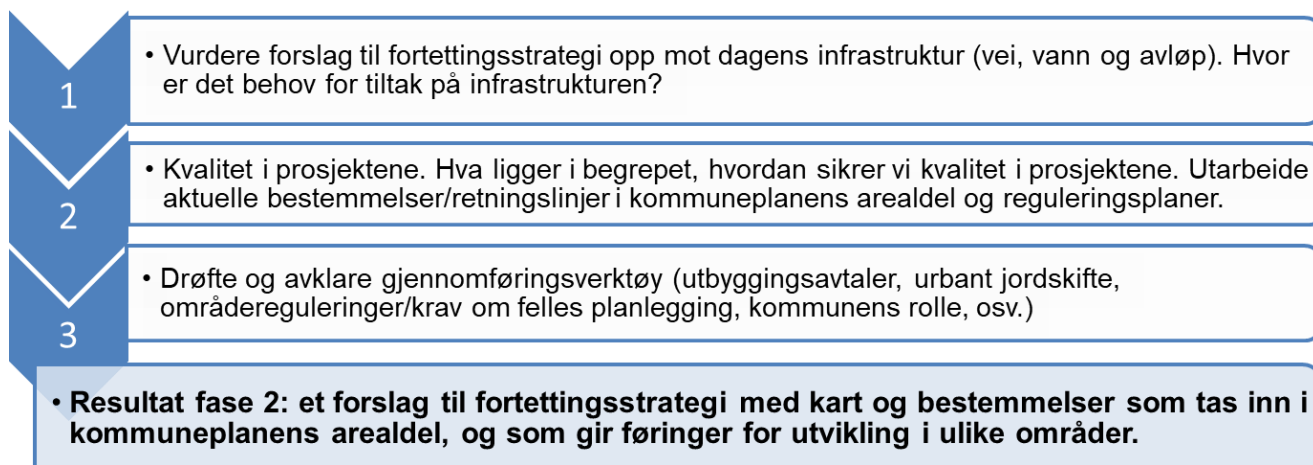 1
• Vurdere forslag til fortettingsstrategi opp mot dagens infrastruktur (vei, vann og avløp). Hvor
er det behov for tiltak på infrastrukturen?
2
• Kvalitet i prosjektene. Hva ligger i begrepet, hvordan sikrer vi kvalitet i prosjektene. Utarbeide
aktuelle bestemmelser/retningslinjer i kommuneplanens arealdel og reguleringsplaner.
3
• Drøfte og avklare gjennomføringsverktøy (utbyggingsavtaler, urbant jordskifte,
områdereguleringer/krav om felles planlegging, kommunens rolle, osv.)
• Resultat fase 2: et forslag til fortettingsstrategi med kart og bestemmelser som tas inn i
kommuneplanens arealdel, og som gir føringer for utvikling i ulike områder.